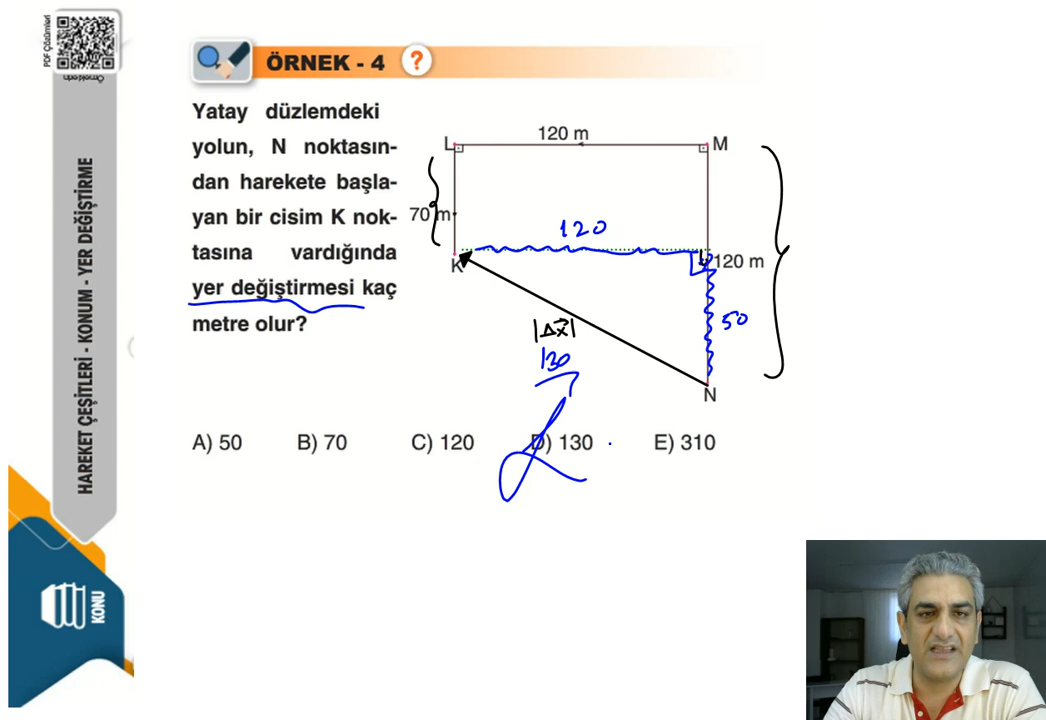 PDF Çözümleri
Örneklerin
HAREKET ÇEŞİTLERİ - KONUM - YER DEĞİŞTİRME
KONU
ÖRNEK - 4 ?
Yatay düzlemdeki
yolun, N noktasın-
dan harekete başla-
yan bir cisim K nok-
tasına vardığında
yer değiştirmesi kaç
metre olur?
L 120 m M
70 m
120
K
120 m
50
|Δx⃗|
130
N
A) 50 B) 70 C) 120 D) 130 E) 310